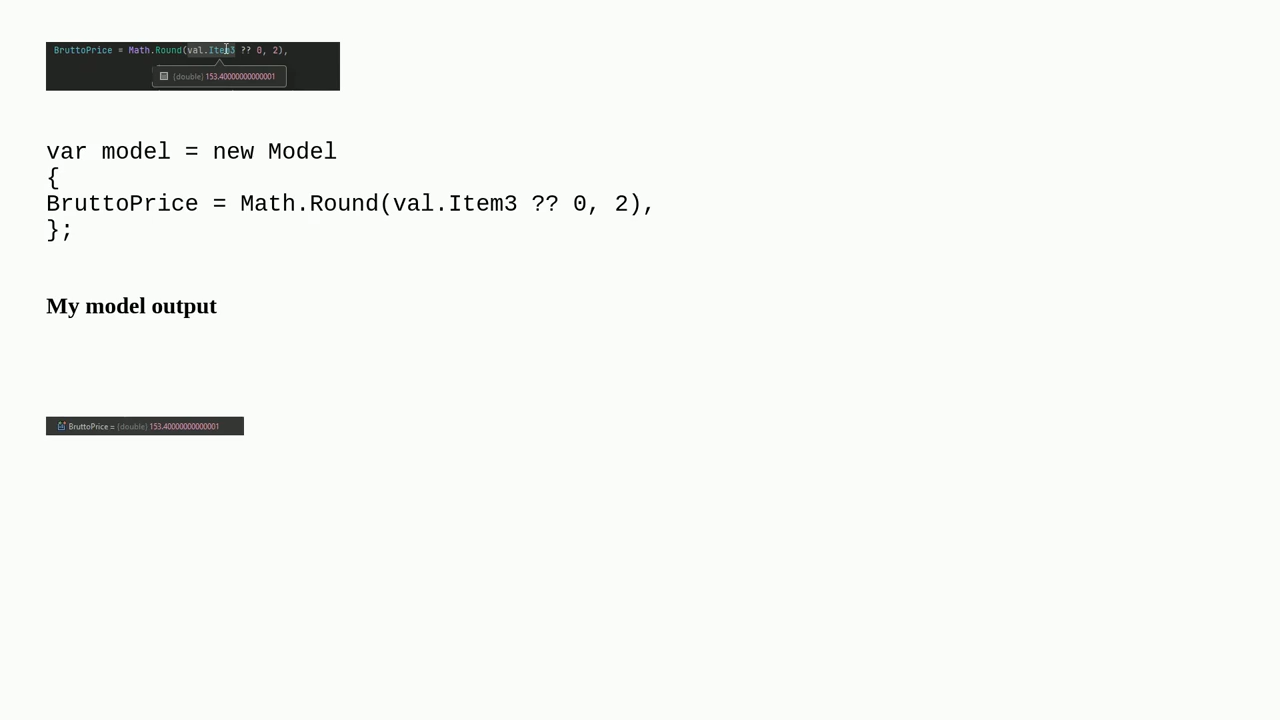 BruttoPrice = Math.Round(val.Item3 ?? 0, 2),
(double) 153.40000000000001
var model = new Model
{
BruttoPrice = Math.Round(val.Item3 ?? 0, 2),
};
My model output
BruttoPrice = (double) 153.40000000000001